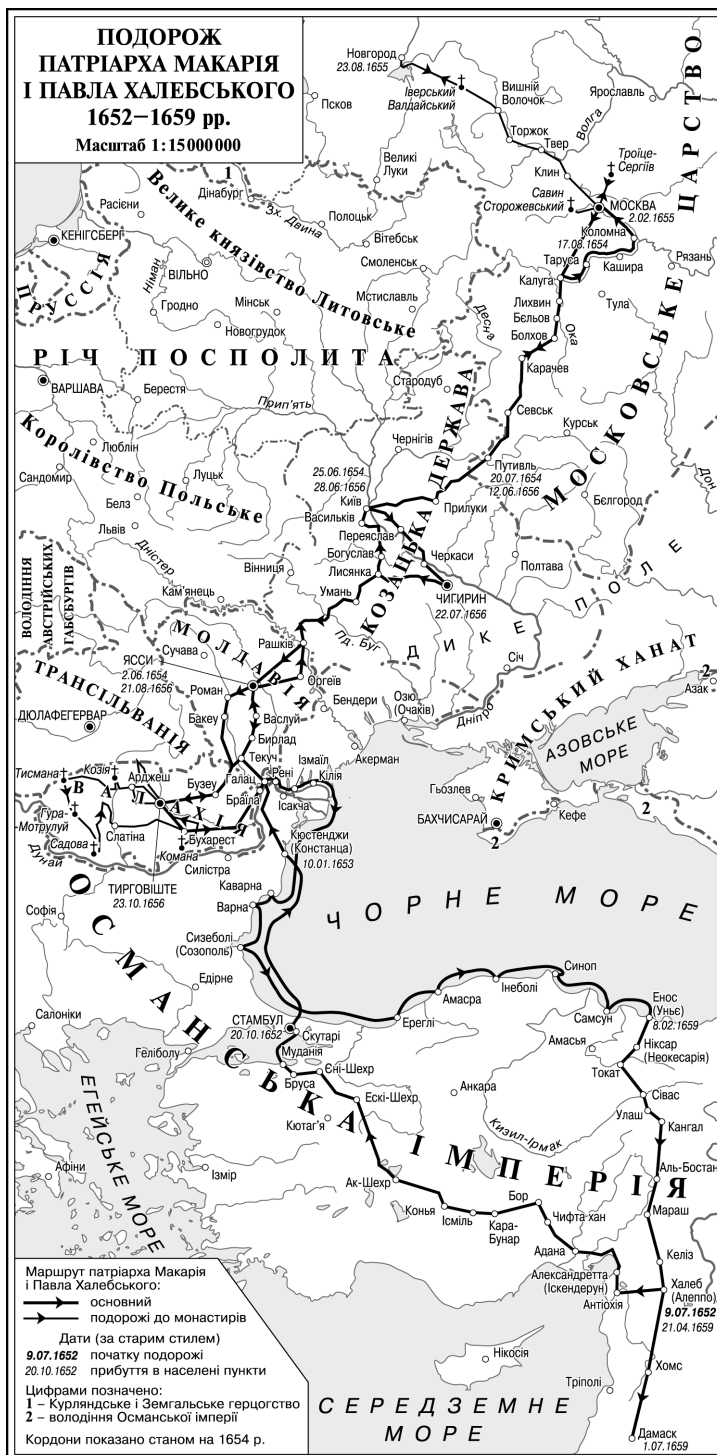 ПОДОРОЖ
ПАТРІАРХА МАКАРІЯ
І ПАВЛА ХАЛЕБСЬКОГО
1652–1659 рр.
Масштаб 1:15000000
Новгород
23.08.1655
Іверський
Валдайський
Вишній
Волочок
Ярославль
Псков
Торжок
Твер
Волга
Великі
Луки
Клин
Троїце-
Сергіїв
ЦАРСТВО
1
Дінабург
Зх. Двина
Полоцьк
Савин
Сторожевський
МОСКВА
2.02.1655
Расієни
Велике князівство Литовське
Вітебськ
Коломна
17.08.1654
КЕНІГСБЕРГ
Смоленськ
Таруса
Кашира
Рязань
ПРУССІЯ
Німан
ВІЛЬНО
Калуга
Тула
Гродно
Мінськ
Мстиславль
Десна
Лихвин
Бєльов
Новогрудок
Болхов
Ока
МОСКОВСЬКЕ
РІЧ ПОСПОЛИТА
Карачев
ВАРШАВА
Берестя
Прип'ять
Стародуб
ДЕРЖАВА
Севськ
Курськ
Королівство Польське
Люблін
Чернігів
Сандомир
Луцьк
25.06.1654
28.06.1656
Путивль
20.07.1654
12.06.1656
Дон
Белз
Київ
Бєлгород
Васильків
Прилуки
Львів
Переяслав
КОЗАЦЬКА
Дністер
Богуслав
Черкаси
Полтава
ВОЛОДІННЯ
АВСТРІЙСЬКИХ
ГАБСБУРГІВ
Вінниця
Лисянка
Кам'янець
Умань
ЧИГИРИН
22.07.1656
ДИКЕ ПОЛЕ
МОЛДАВІЯ
Рашків
Пд. Буг
ЯССИ
2.06.1654
21.08.1656
Сучава
Січ
ТРАНСІЛЬВАНІЯ
Роман
Оргеїв
КРИМСЬКИЙ ХАНАТ
2
Азак
ДЮЛАФЕГЕРВАР
Бакеу
Васлуй
Бендери
Озю
(Очаків)
Дніпро
Бирлад
Акерман
АЗОВСЬКЕ
МОРЕ
Текуч
Тисмана
Козія
Арджеш
Бузеу
Галац
Рені
Ізмаїл
Кілія
ВАЛАХІЯ
Браїла
Ісакча
Гьозлев
Кефе
2
Гура-
-Мотрулуй
Кюстенджи
(Констанца)
10.01.1653
БАХЧИСАРАЙ
2
Садова
Слатіна
Бухарест
Дунай
Комана
Силістра
ТИРГОВІШТЕ
23.10.1656
Каварна
ЧОРНЕ МОРЕ
Софія
Варна
ОСМАНСЬКА ІМПЕРІЯ
Сизеболі
(Созополь)
Едірне
Синоп
Інеболі
Салоніки
СТАМБУЛ
20.10.1652
Амасра
Енос
(Уньє)
8.02.1659
Скутарі
Ереглі
Самсун
Геліболу
Муданія
Амасья
Ніксар
(Неокесарія)
Бруса
Єні-Шехр
Токат
ЕГЕЙСЬКЕ МОРЕ
Ескі-Шехр
Анкара
Сівас
Кютаг'я
Улаш
Кангал
Кизил-Ірмак
Афіни
Ізмір
Аль-Бостан
Ак-Шехр
Бор
Мараш
Конья
Ісміль
Кара-
Бунар
Чифта хан
Адана
Келіз
Александретта
(Іскендерун)
Халеб
(Алеппо)
Антіохія
9.07.1652
21.04.1659
Нікосія
Хомс
Тріполі
СЕРЕДЗЕМНЕ
МОРЕ
Дамаск
1.07.1659
Маршрут патріарха Макарія
і Павла Халебського:
основний
подорожі до монастирів
Дати (за старим стилем)
9.07.1652 початку подорожі
20.10.1652 прибуття в населені пункти
Цифрами позначено:
1 – Курляндське і Земгальське герцогство
2 – володіння Османської імперії
Кордони показано станом на 1654 р.